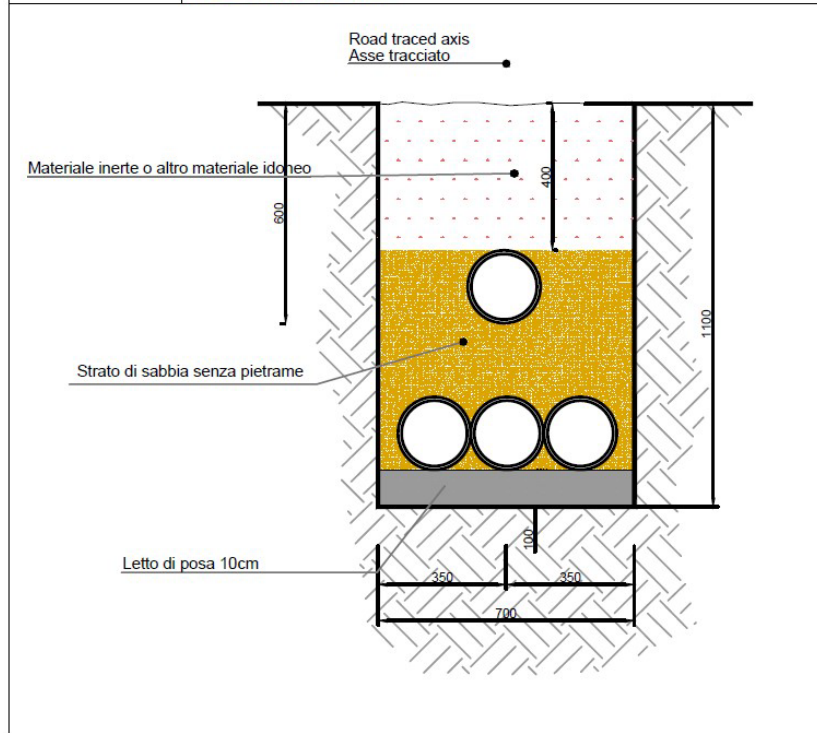 Road traced axis
Asse tracciato
Materiale inerte o altro materiale idoneo
400
600
1100
Strato di sabbia senza pietrame
100
Letto di posa 10cm
350
350
700